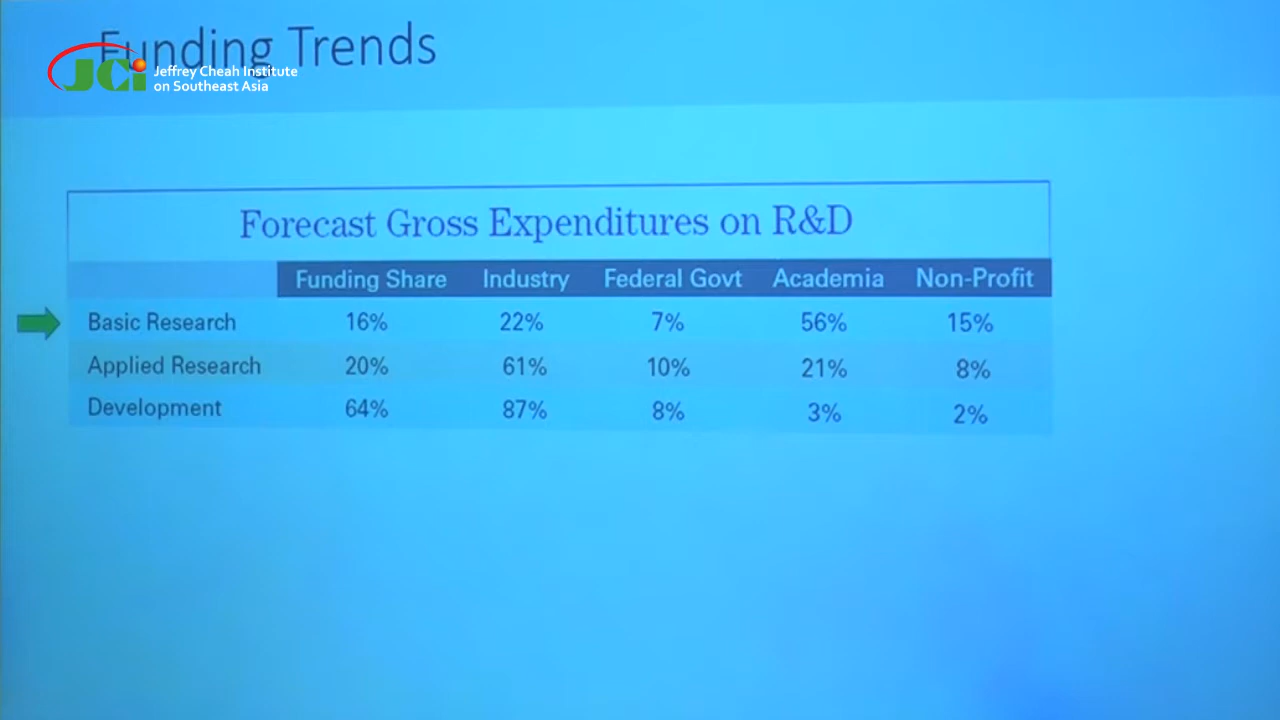 Funding Trends
JCi
Jeffrey Cheah Institute
on Southeast Asia
Forecast Gross Expenditures on R&D
Funding Share Industry Federal Govt Academia Non-Profit
Basic Research 16% 22% 7% 56% 15%
Applied Research 20% 61% 10% 21% 8%
Development 64% 87% 8% 3% 2%